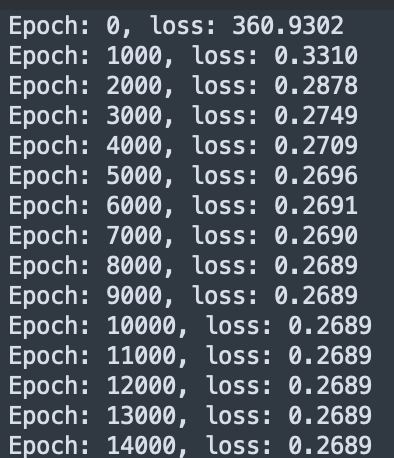 Epoch: 0, loss: 360.9302
Epoch: 1000, loss: 0.3310
Epoch: 2000, loss: 0.2878
Epoch: 3000, loss: 0.2749
Epoch: 4000, loss: 0.2709
Epoch: 5000, loss: 0.2696
Epoch: 6000, loss: 0.2691
Epoch: 7000, loss: 0.2690
Epoch: 8000, loss: 0.2689
Epoch: 9000, loss: 0.2689
Epoch: 10000, loss: 0.2689
Epoch: 11000, loss: 0.2689
Epoch: 12000, loss: 0.2689
Epoch: 13000, loss: 0.2689
Epoch: 14000, loss: 0.2689